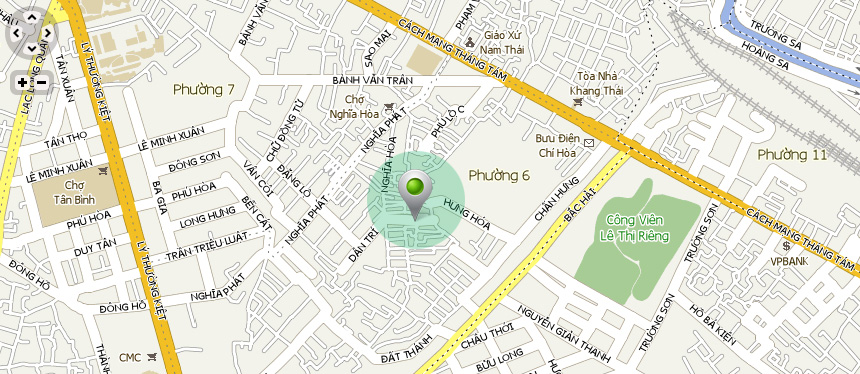 BÀNH VĂN
PHẠM
CÁCH MẠNG THÁNG TÁM
TRƯỜNG SA
HOÀNG SA
LẠC LONG QUÂN
TÂN XUÂN
LÝ THƯỜNG KIỆT
SAO MAI
Giáo Xứ
Nam Thái
BÀNH VĂN TRÂN
Tòa Nhà
Khang Thái
Phường 7
Chợ
Nghĩa Hòa
NGHĨA PHÁT
PHÚ LỘC
Bưu Điện
Chí Hòa
TÂN THỌ
LÊ MINH XUÂN
CHỬ ĐỒNG TỬ
NGHĨA HÒA
Phường 11
LÊ MINH XUÂN
ĐÔNG SƠN
VÂN CÔI
ĐẶNG LỘ
Phường 6
CHẤN HƯNG
BẮC HẢI
Chợ
Tân Bình
PHÚ HÒA
BA GIA
BẾN CÁT
HƯNG HÓA
PHÚ HÒA
LONG HƯNG
NGHĨA PHÁT
Công Viên
Lê Thị Riêng
TRƯỜNG SƠN
CÁCH MẠNG THÁNG TÁM
DUY TÂN
TRẦN TRIỆU LUẬT
DÂN TRÍ
VPBANK
ĐÔNG HỒ
LÝ THƯỜNG KIỆT
NGHĨA PHÁT
ĐÔNG HỒ
TRƯỜNG SƠN
HỒ BÁ KIỆN
NGUYỄN GIẢN THANH
CHÂU THỚI
ĐẤT THÁNH
BỬU LONG
CMC
THÀNH